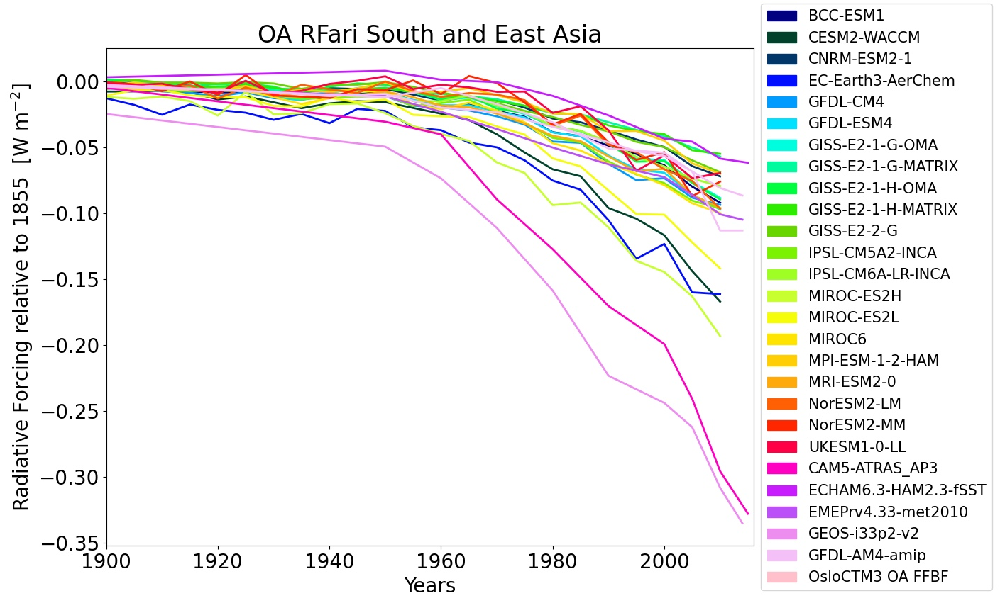 OA RFari South and East Asia
Radiative Forcing relative to 1855 [W m⁻²]
0.00
−0.05
−0.10
−0.15
−0.20
−0.25
−0.30
−0.35
1900 1920 1940 1960 1980 2000
Years
BCC-ESM1
CESM2-WACCM
CNRM-ESM2-1
EC-Earth3-AerChem
GFDL-CM4
GFDL-ESM4
GISS-E2-1-G-OMA
GISS-E2-1-G-MATRIX
GISS-E2-1-H-OMA
GISS-E2-1-H-MATRIX
GISS-E2-2-G
IPSL-CM5A2-INCA
IPSL-CM6A-LR-INCA
MIROC-ES2H
MIROC-ES2L
MIROC6
MPI-ESM-1-2-HAM
MRI-ESM2-0
NorESM2-LM
NorESM2-MM
UKESM1-0-LL
CAM5-ATRAS_AP3
ECHAM6.3-HAM2.3-fSST
EMEPrv4.33-met2010
GEOS-i33p2-v2
GFDL-AM4-amip
OsloCTM3 OA FFBF